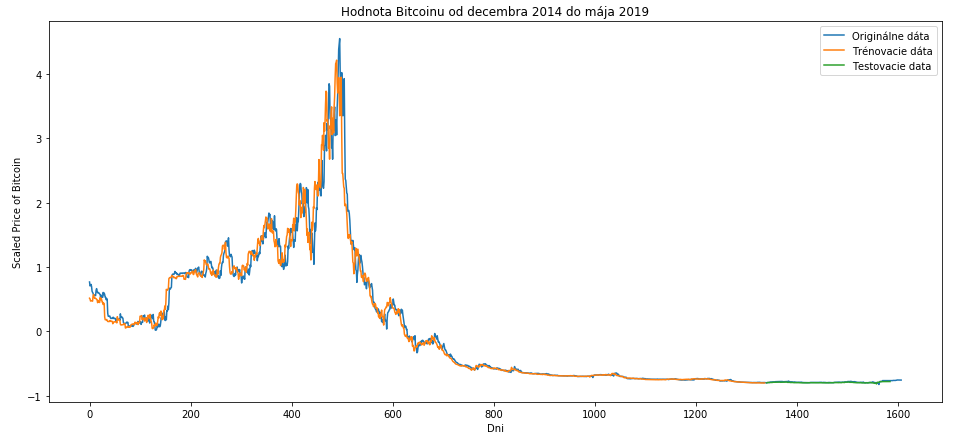 Hodnota Bitcoinu od decembra 2014 do mája 2019
Originálne dáta
Trénovacie dáta
Testovacie data
Scaled Price of Bitcoin
4
3
2
1
0
−1
0 200 400 600 800 1000 1200 1400 1600
Dni